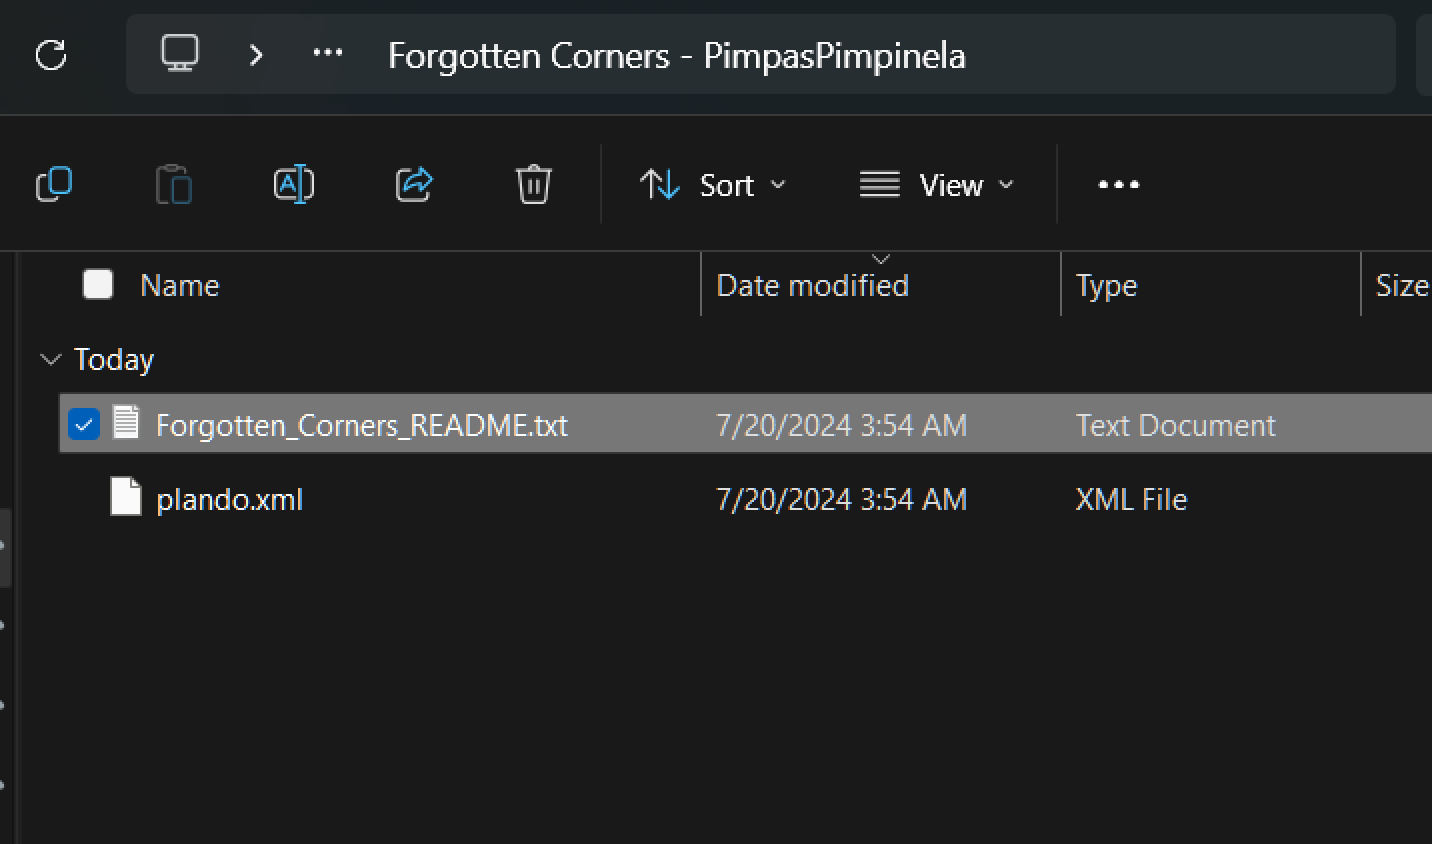 Forgotten Corners - PimpasPimpinela
Sort View
Name Date modified Type Size
Today
Forgotten_Corners_README.txt 7/20/2024 3:54 AM Text Document
plando.xml 7/20/2024 3:54 AM XML File